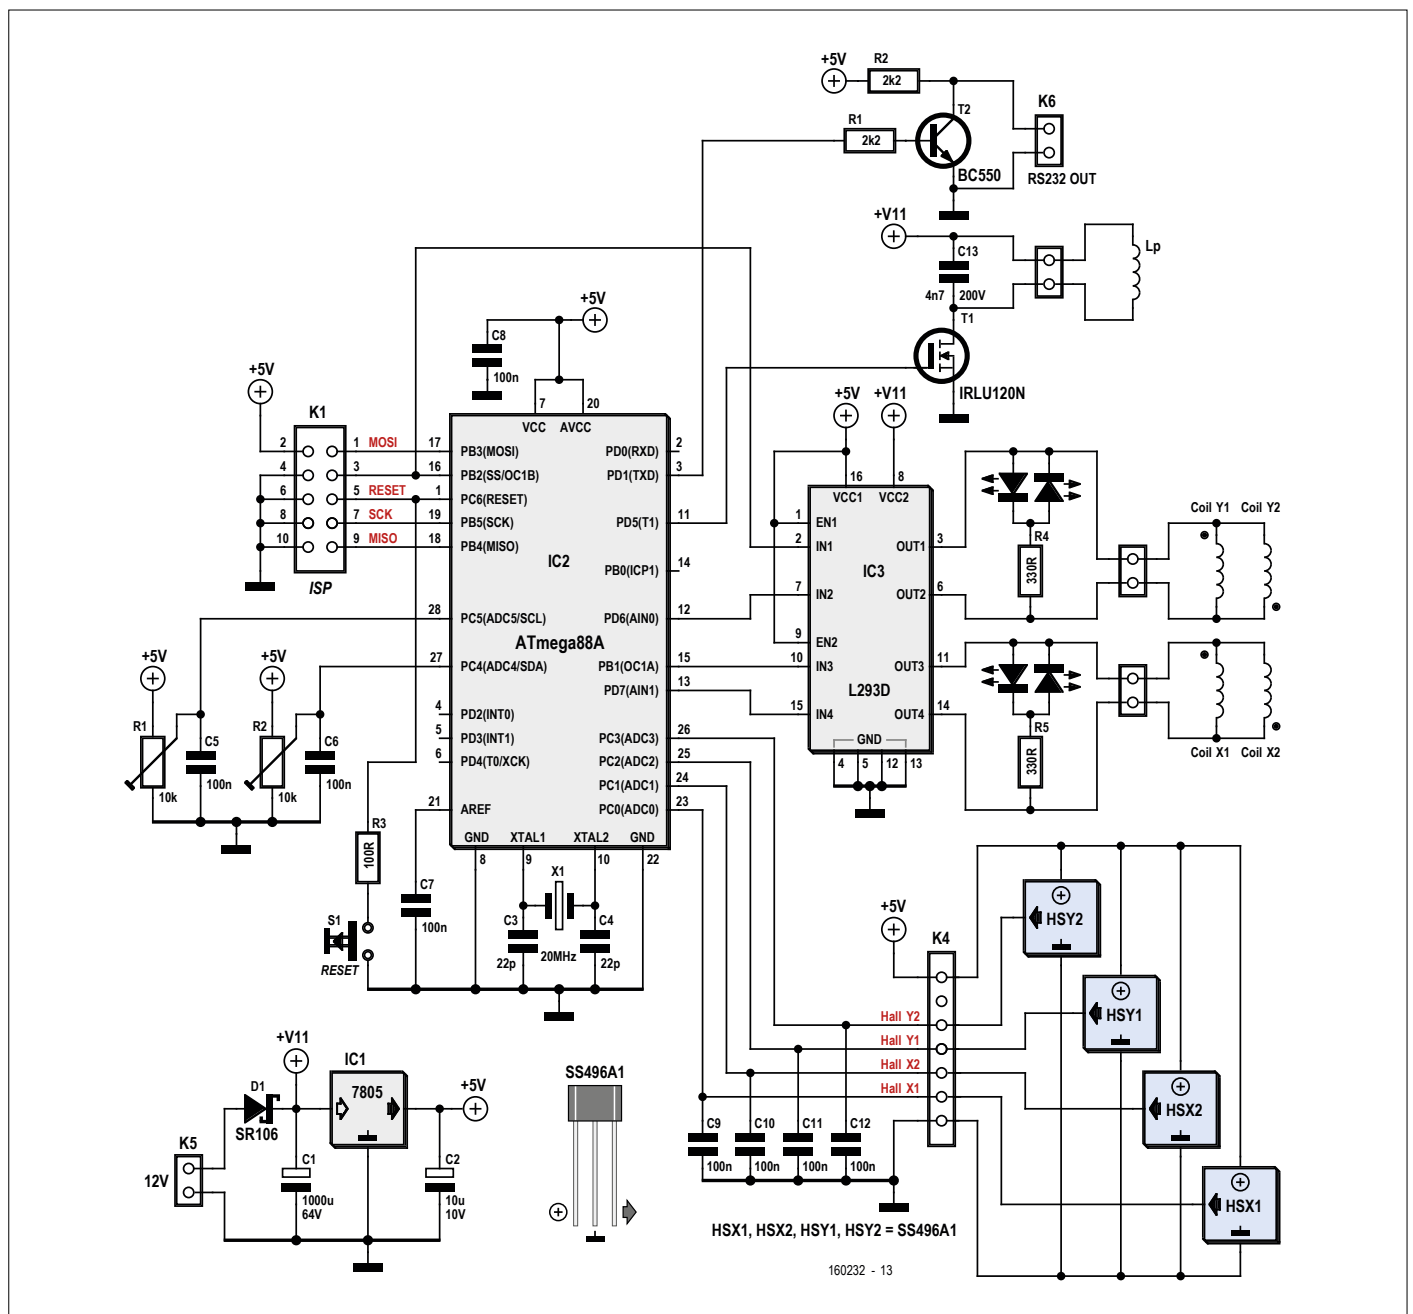 +5V
R2
2k2
K6
T2
R1
2k2
BC550
RS232 OUT
+V11
C13
4n7
200V
Lp
T1
IRLU120N
+5V
C8
100n
+5V
K1
2
4
6
8
10
1
3
5
7
9
MOSI
RESET
SCK
MISO
ISP
17
16
1
19
18
28
27
4
5
6
21
7
20
VCC
AVCC
PB3(MOSI)
PB2(SS/OC1B)
PC6(RESET)
PB5(SCK)
PB4(MISO)
IC2
PC5(ADC5/SCL)
ATmega88A
PC4(ADC4/SDA)
PD2(INT0)
PD3(INT1)
PD4(T0/XCK)
AREF
GND
XTAL1
XTAL2
GND
8
9
10
22
PD0(RXD)
PD1(TXD)
PD5(T1)
PB0(ICP1)
PD6(AIN0)
PB1(OC1A)
PD7(AIN1)
PC3(ADC3)
PC2(ADC2)
PC1(ADC1)
PC0(ADC0)
2
3
11
14
12
15
13
26
25
24
23
+5V
+V11
16
8
VCC1
VCC2
1
2
7
9
10
15
EN1
IN1
IN2
EN2
IN3
IN4
IC3
L293D
OUT1
OUT2
OUT3
OUT4
3
6
11
14
GND
4
5
12
13
R4
330R
R5
330R
Coil Y1
Coil Y2
Coil X1
Coil X2
+5V
+5V
R1
10k
C5
100n
R2
10k
C6
100n
R3
100R
S1
RESET
C7
100n
X1
C3
22p
20MHz
C4
22p
+5V
K4
Hall Y2
Hall Y1
Hall X2
Hall X1
HSY2
HSY1
HSX2
HSX1
C9
100n
C10
100n
C11
100n
C12
100n
HSX1, HSX2, HSY1, HSY2 = SS496A1
+V11
IC1
7805
+5V
D1
SR106
K5
12V
C1
1000u
64V
C2
10u
10V
SS496A1
160232 - 13